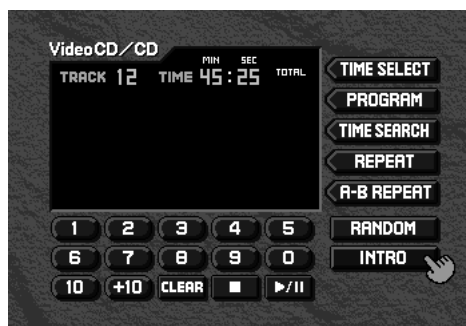 VideoCD/CD
MIN SEC
TRACK 12 TIME 45:25 TOTAL
TIME SELECT
PROGRAM
TIME SEARCH
REPEAT
A-B REPEAT
1 2 3 4 5
RANDOM
6 7 8 9 0
INTRO
10 +10 CLEAR ■ ▶/II